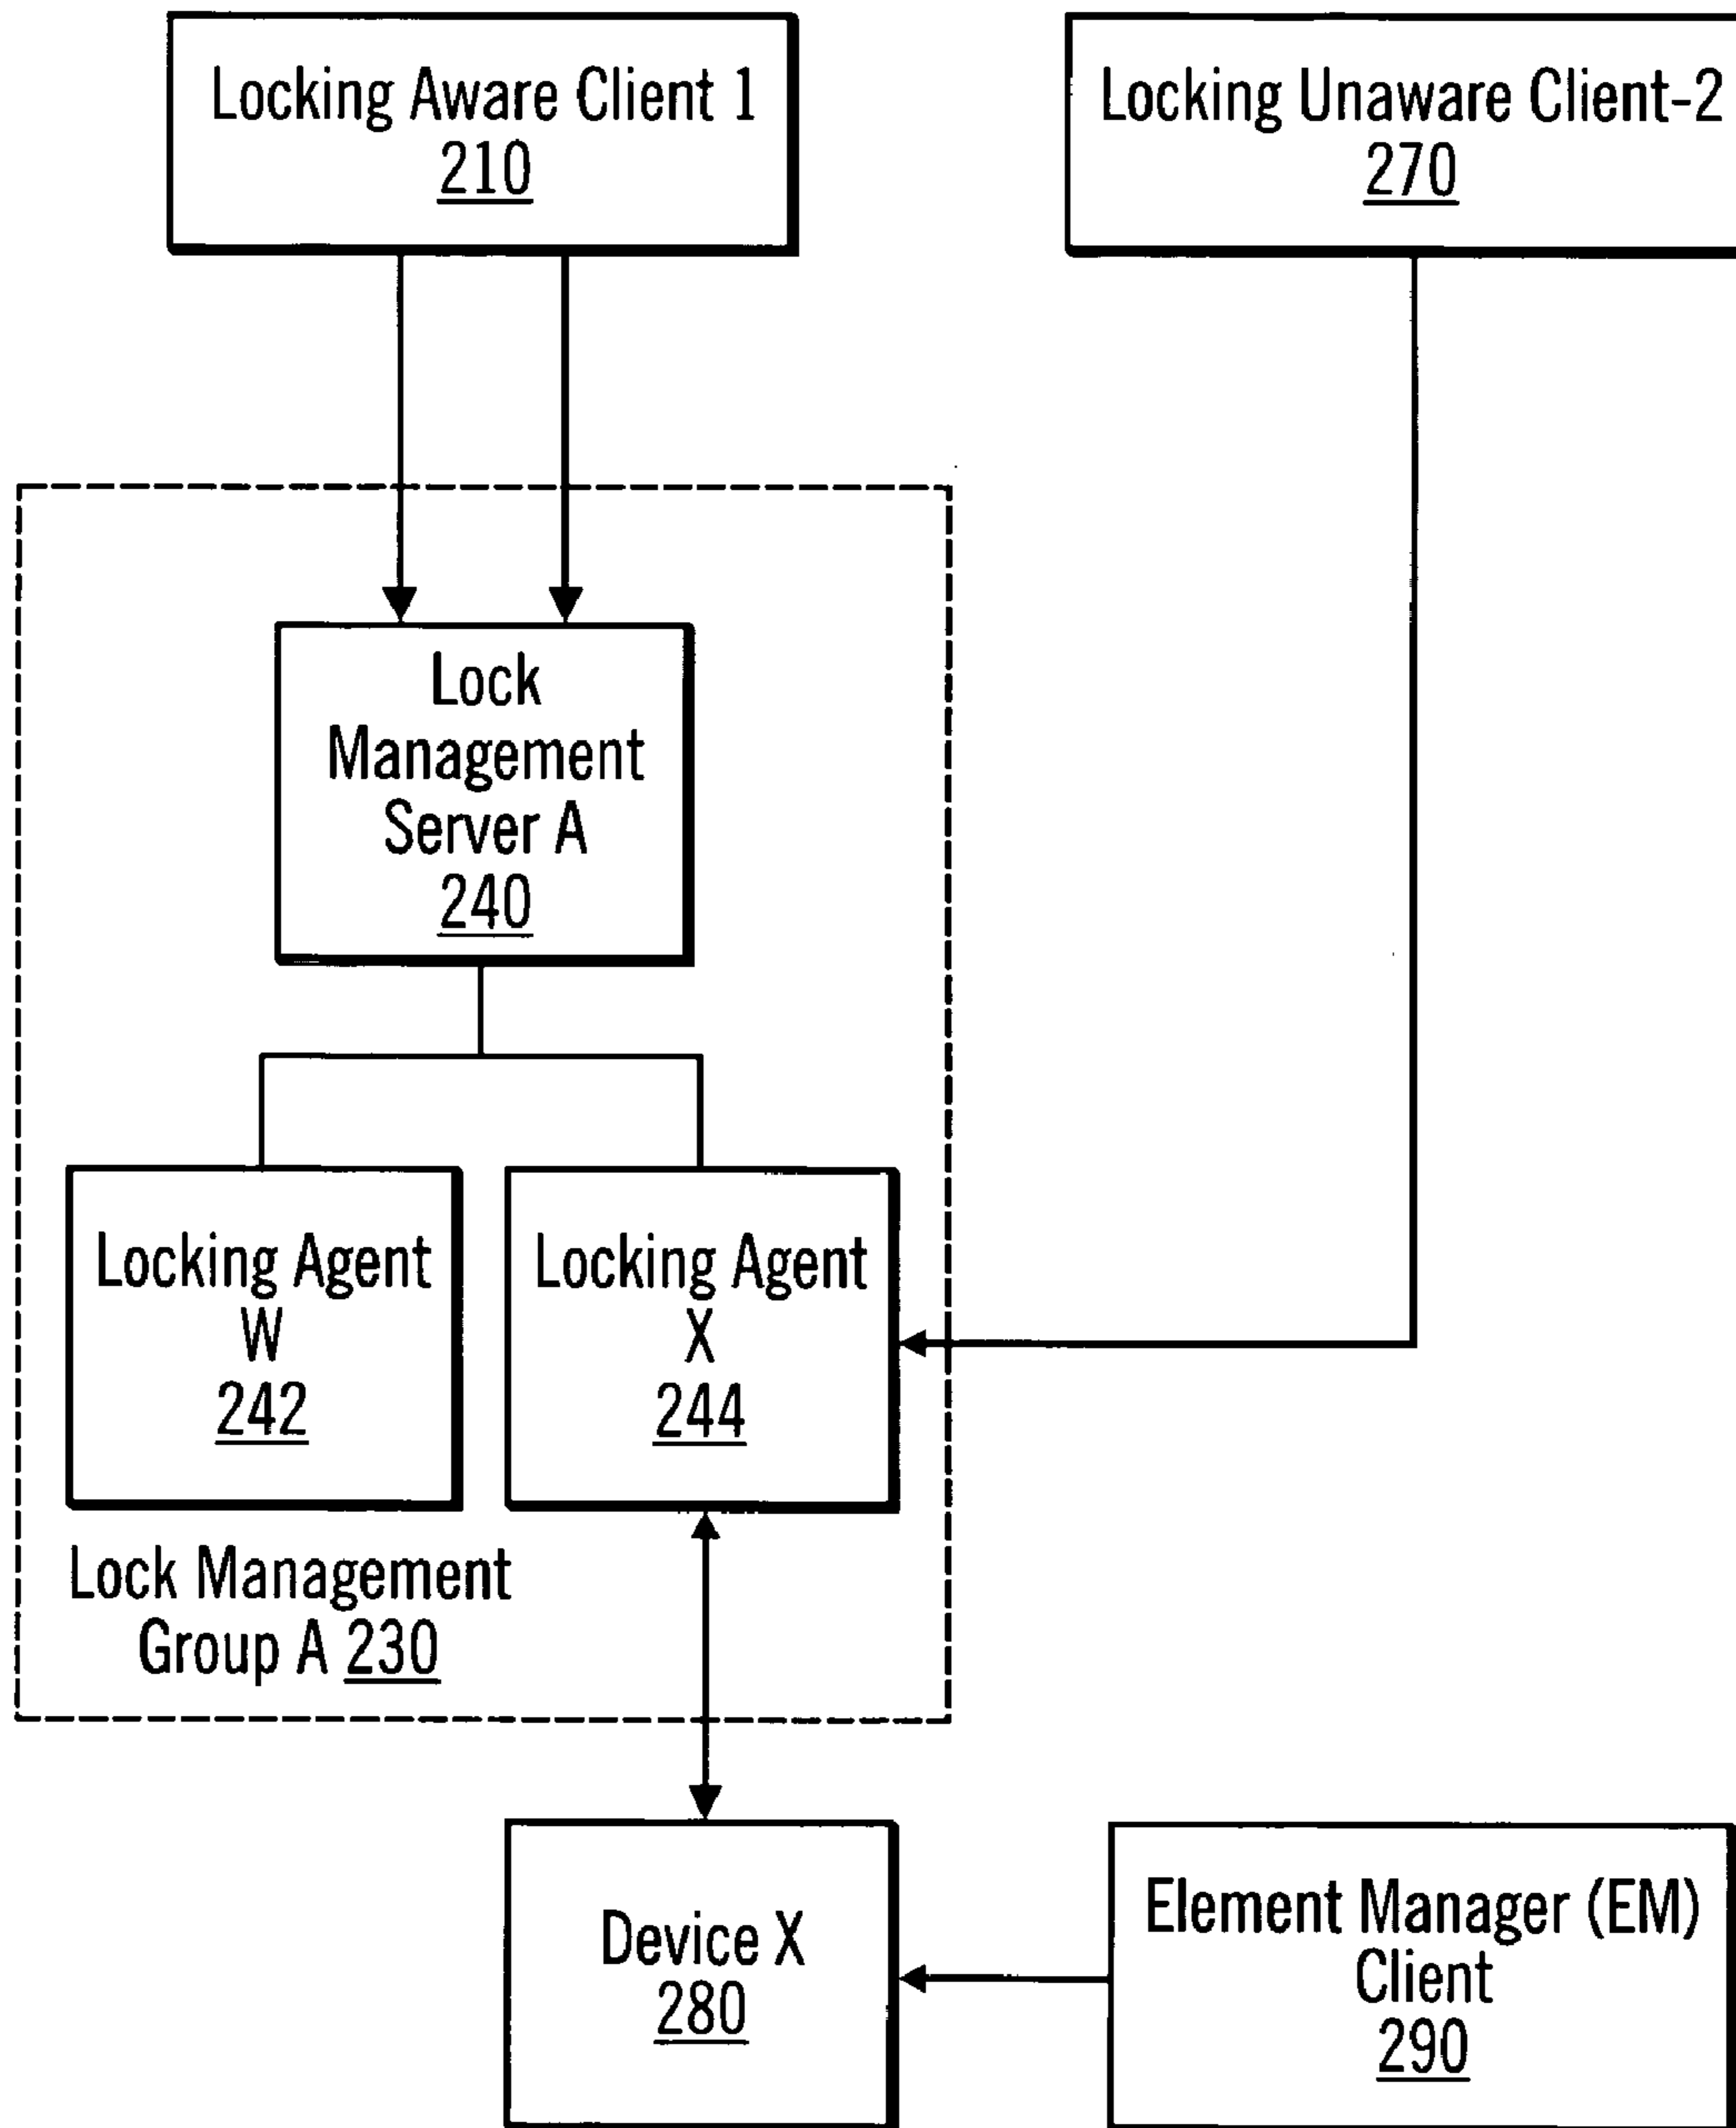 Locking Aware Client 1
210
Locking Unaware Client-2
270
Lock
Management
Server A
240
Locking Agent
W
242
Locking Agent
X
244
Lock Management
Group A 230
Device X
280
Element Manager (EM)
Client
290